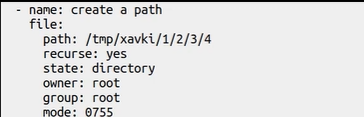 - name: create a path
file:
path: /tmp/xavki/1/2/3/4
recurse: yes
state: directory
owner: root
group: root
mode: 0755